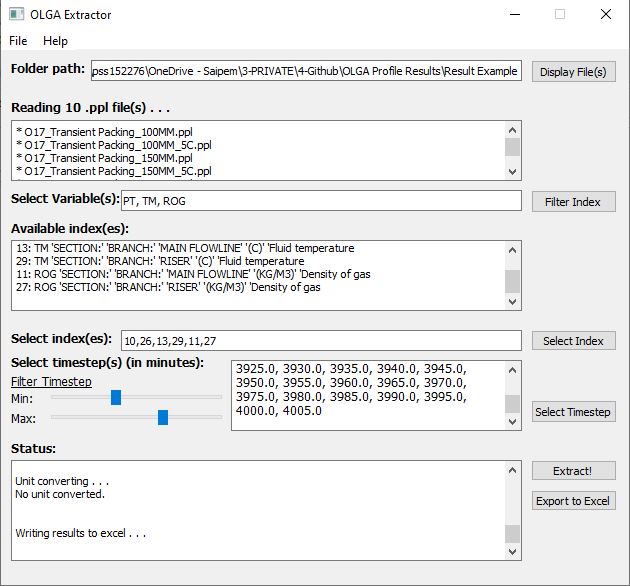 OLGA Extractor
File Help
Folder path: pss152276\OneDrive - Saipem\3-PRIVATE\4-Github\OLGA Profile Results\Result Example Display File(s)
Reading 10 .ppl file(s) . . .
* O17_Transient Packing_100MM.ppl
* O17_Transient Packing_100MM_5C.ppl
* O17_Transient Packing_150MM.ppl
* O17_Transient Packing_150MM_5C.ppl
Select Variable(s): PT, TM, ROG Filter Index
Available index(es):
13: TM 'SECTION:' 'BRANCH:' 'MAIN FLOWLINE' '(C)' 'Fluid temperature
29: TM 'SECTION:' 'BRANCH:' 'RISER' '(C)' 'Fluid temperature
11: ROG 'SECTION:' 'BRANCH:' 'MAIN FLOWLINE' '(KG/M3)' 'Density of gas
27: ROG 'SECTION:' 'BRANCH:' 'RISER' '(KG/M3)' 'Density of gas
Select index(es): 10,26,13,29,11,27 Select Index
Select timestep(s) (in minutes):
Filter Timestep
Min:
Max:
3925.0, 3930.0, 3935.0, 3940.0, 3945.0,
3950.0, 3955.0, 3960.0, 3965.0, 3970.0,
3975.0, 3980.0, 3985.0, 3990.0, 3995.0,
4000.0, 4005.0
Select Timestep
Status:
Unit converting . . .
No unit converted.
Writing results to excel . . .
Extract!
Export to Excel